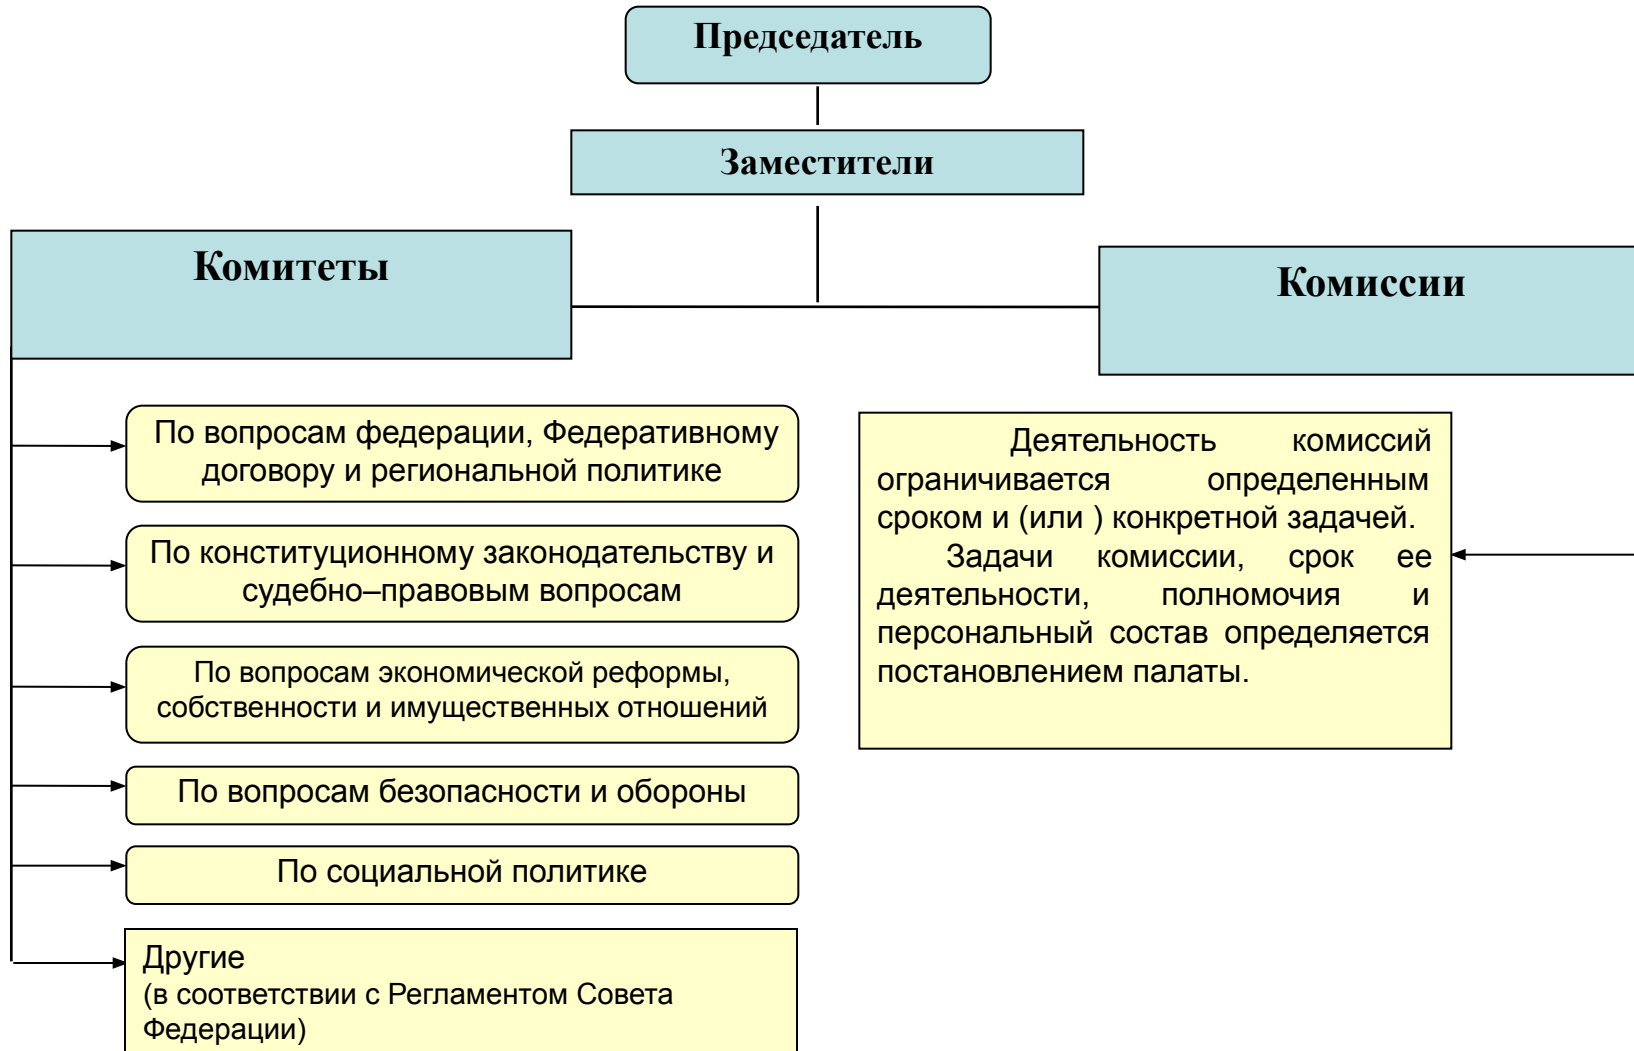 Председатель
Заместители
Комитеты
Комиссии
По вопросам федерации, Федеративному
договору и региональной политике
По конституционному законодательству и
судебно–правовым вопросам
По вопросам экономической реформы,
собственности и имущественных отношений
По вопросам безопасности и обороны
По социальной политике
Другие
(в соответствии с Регламентом Совета
Федерации)
Деятельность комиссий
ограничивается определенным
сроком и (или ) конкретной задачей.
Задачи комиссии, срок ее
деятельности, полномочия и
персональный состав определяется
постановлением палаты.